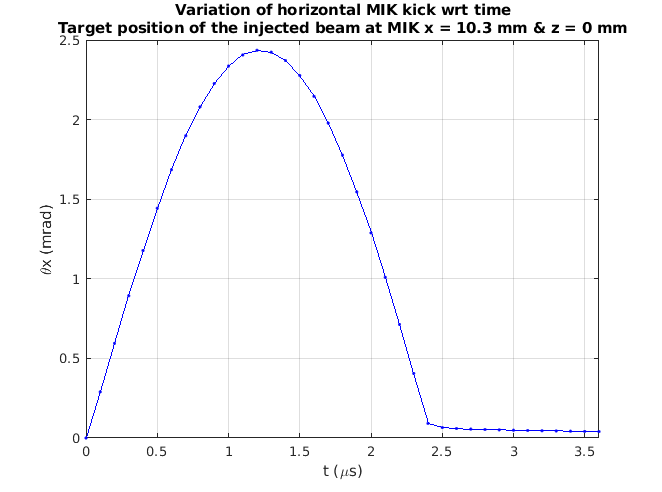 Variation of horizontal MIK kick wrt time
Target position of the injected beam at MIK x = 10.3 mm & z = 0 mm
2.5
2
1.5
1
0.5
0
θx (mrad)
0 0.5 1 1.5 2 2.5 3 3.5
t (μs)